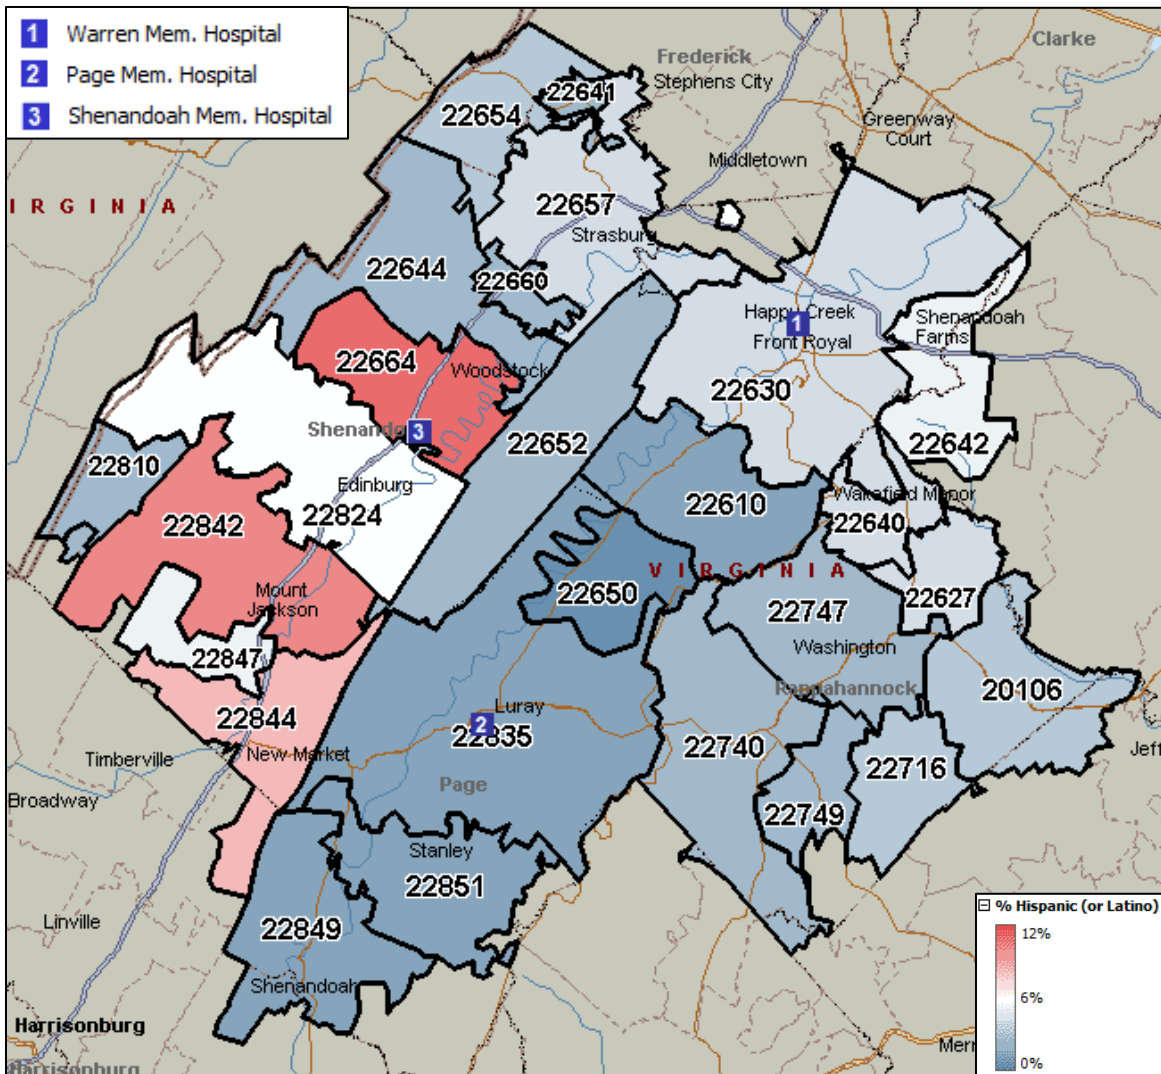 1 Warren Mem. Hospital
2 Page Mem. Hospital
3 Shenandoah Mem. Hospital
Frederick
Stephens City
Clarke
22641
22654
Greenway
Court
Middletown
IRGINIA
22657
Strasburg
22644
22660
Happy Creek
1
Front Royal
Shenandoah
Farms
22664
Woodstock
22630
Shenando
3
22652
22642
22810
Edinburg
22824
22610
Wakefield Manor
22640
22842
VIRGINIA
Mount
Jackson
22650
22747
22627
22847
Washington
20106
Rappahannock
22844
Luray
2
22835
New Market
22740
Timberville
Jeff
22716
Page
Broadway
22749
Stanley
22851
Linville
22849
Shenandoah
Harrisonburg
Harrisonburg
Merr
% Hispanic (or Latino)
12%
6%
0%